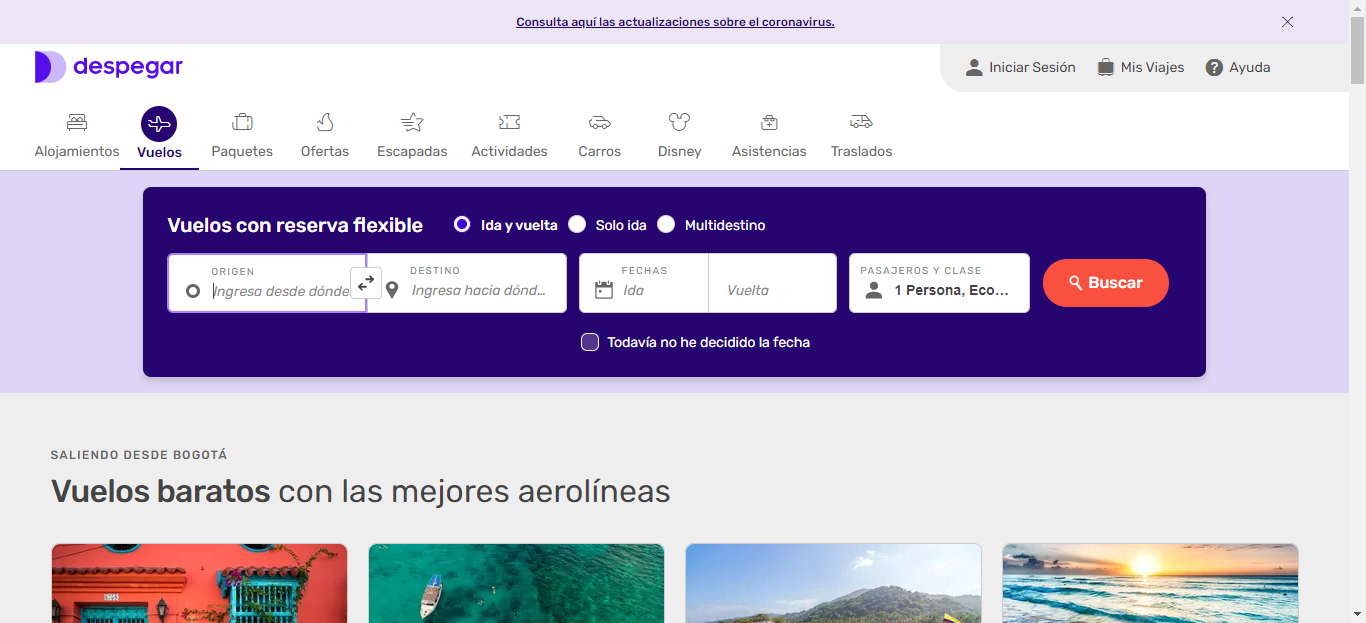 Consulta aquí las actualizaciones sobre el coronavirus.
despegar
Iniciar Sesión
Mis Viajes
? Ayuda
Alojamientos
Vuelos
Paquetes
Ofertas
Escapadas
Actividades
Carros
Disney
Asistencias
Traslados
Vuelos con reserva flexible
Ida y vuelta
Solo ida
Multidestino
ORIGEN
Ingresa desde dónde
DESTINO
Ingresa hacia dónd...
FECHAS
Ida
Vuelta
PASAJEROS Y CLASE
1 Persona, Eco...
Buscar
Todavía no he decidido la fecha
SALIENDO DESDE BOGOTÁ
Vuelos baratos con las mejores aerolíneas